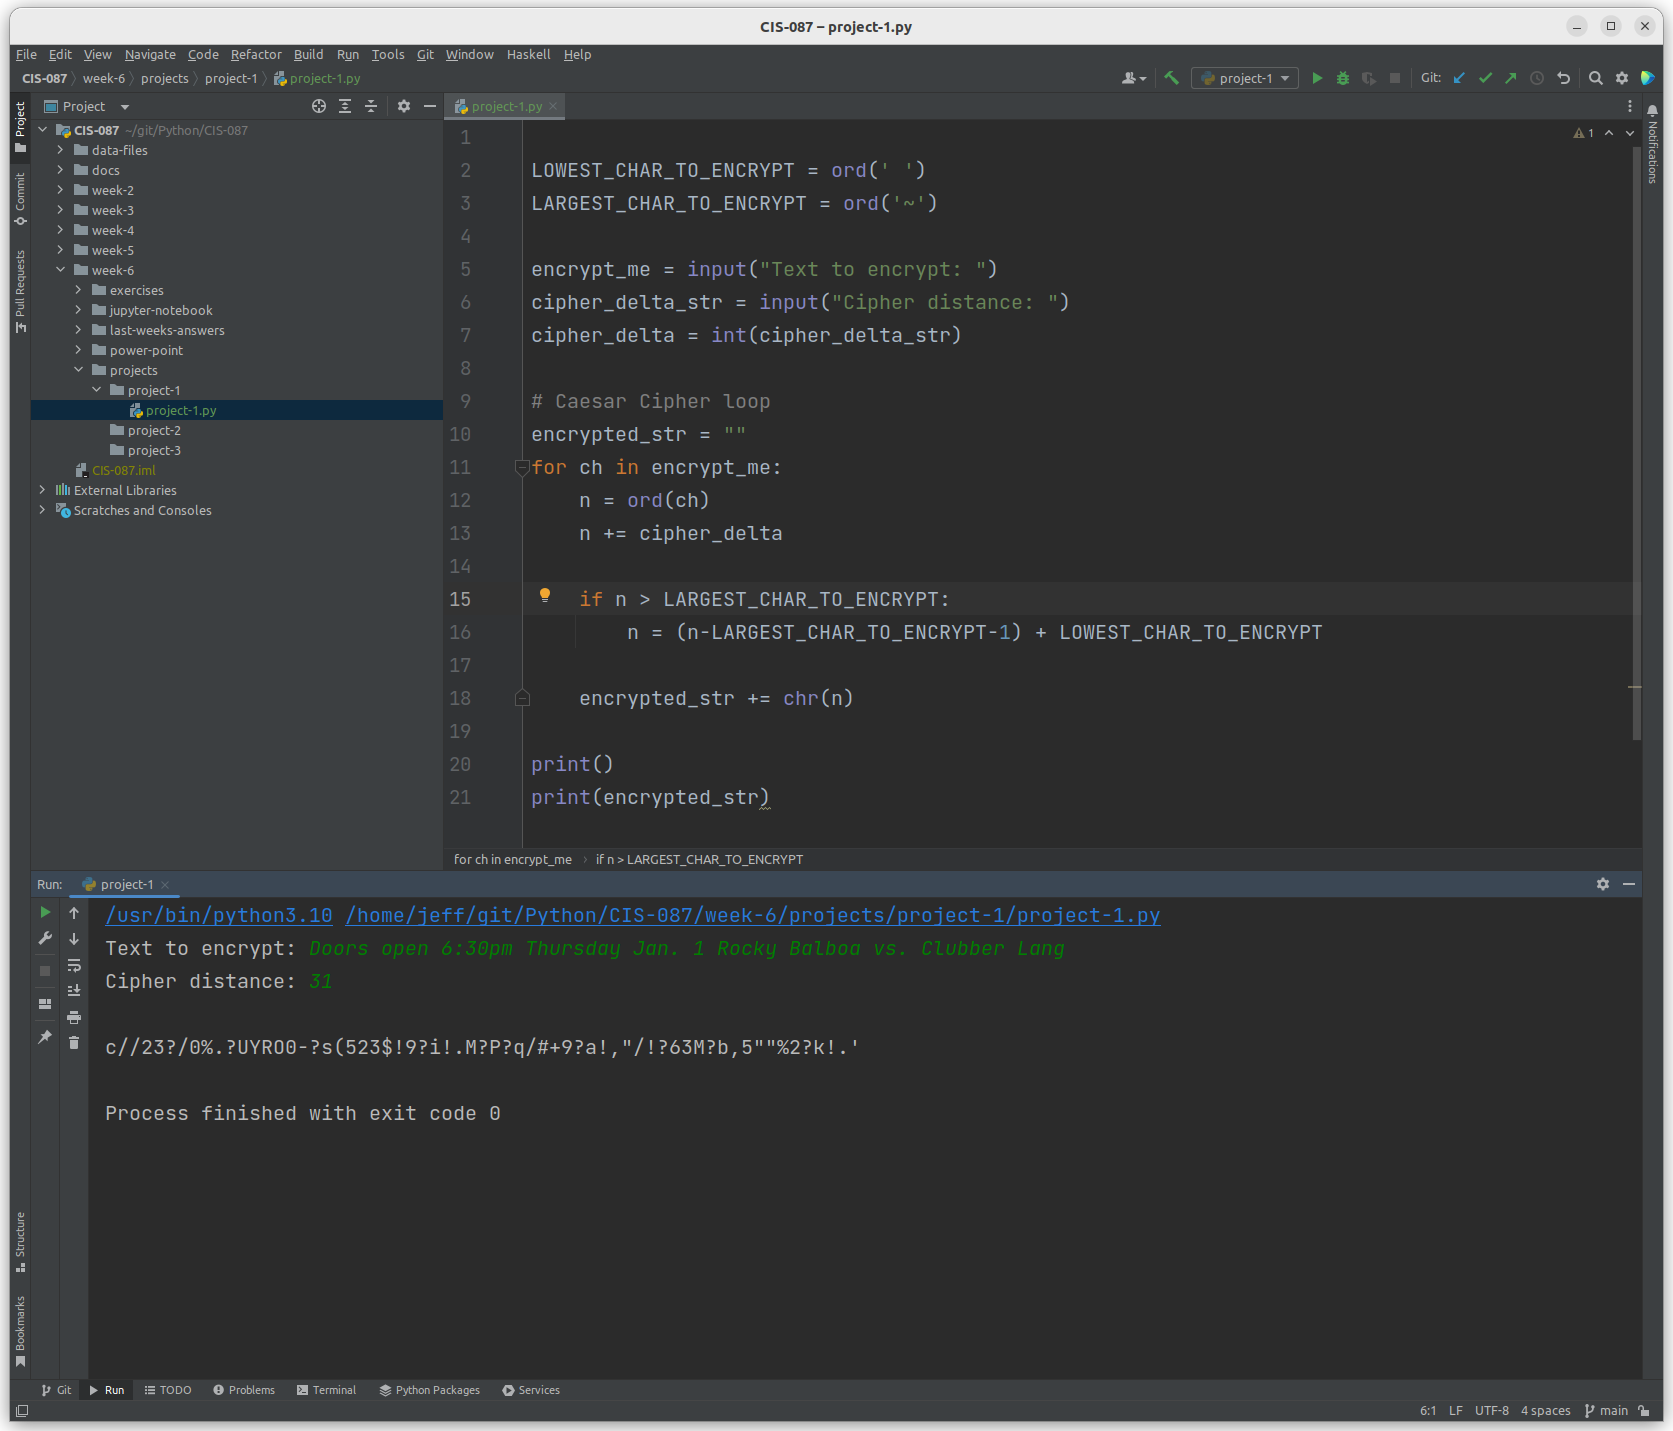 CIS-087 – project-1.py
File Edit View Navigate Code Refactor Build Run Tools Git Window Haskell Help
CIS-087 week-6 projects project-1 project-1.py
project-1
Git:
Project
Commit
Pull Requests
Project
CIS-087 ~/git/Python/CIS-087
data-files
docs
week-2
week-3
week-4
week-5
week-6
exercises
jupyter-notebook
last-weeks-answers
power-point
projects
project-1
project-1.py
project-2
project-3
CIS-087.iml
External Libraries
Scratches and Consoles
project-1.py
1
Notifications
1
2 LOWEST_CHAR_TO_ENCRYPT = ord(' ')
3 LARGEST_CHAR_TO_ENCRYPT = ord('~')
4
5 encrypt_me = input("Text to encrypt: ")
6 cipher_delta_str = input("Cipher distance: ")
7 cipher_delta = int(cipher_delta_str)
8
9 # Caesar Cipher loop
10 encrypted_str = ""
11 for ch in encrypt_me:
12     n = ord(ch)
13     n += cipher_delta
14
15     if n > LARGEST_CHAR_TO_ENCRYPT:
16         n = (n-LARGEST_CHAR_TO_ENCRYPT-1) + LOWEST_CHAR_TO_ENCRYPT
17
18     encrypted_str += chr(n)
19
20 print()
21 print(encrypted_str)
for ch in encrypt_me if n > LARGEST_CHAR_TO_ENCRYPT
Run: project-1
/usr/bin/python3.10 /home/jeff/git/Python/CIS-087/week-6/projects/project-1/project-1.py
Text to encrypt: Doors open 6:30pm Thursday Jan. 1 Rocky Balboa vs. Clubber Lang
Cipher distance: 31
c//23?/0%.?UYRO0-?s(523$!9?i!.M?P?q/#+9?a!,"/!?63M?b,5""%2?k!.'
Process finished with exit code 0
Structure
Bookmarks
Git Run TODO Problems Terminal Python Packages Services
6:1 LF UTF-8 4 spaces main